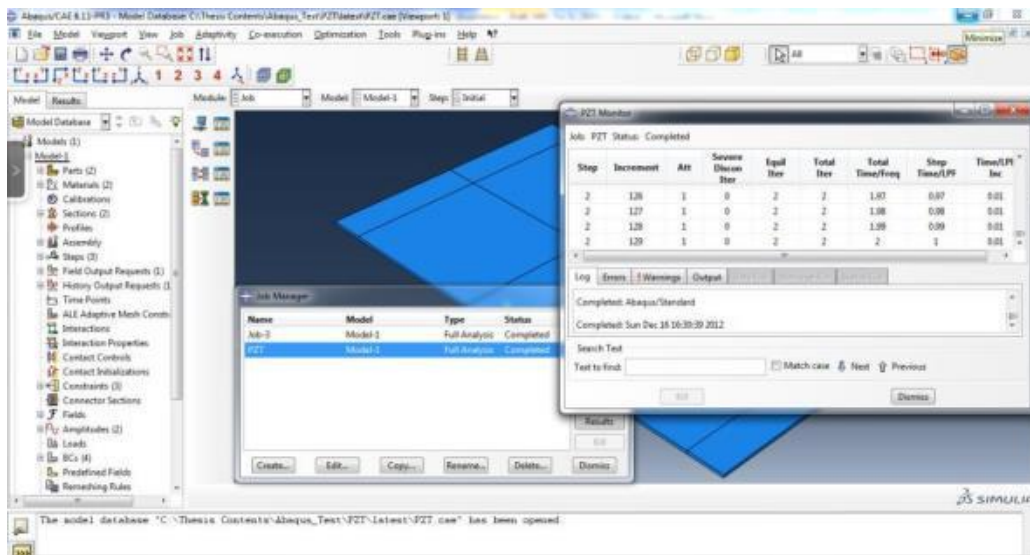 Abaqus/CAE 6.11-PR3 - Model Database: C:\Thesis Contents\Abaqus_Test\PZT\latest\PZT.cae [Viewport: 1]
File Model Viewport View Job Adaptivity Co-execution Optimization Tools Plug-ins Help
Minimize
All
1 2 3 4
Model Results
Module: Job Model: Model-1 Step: Initial
Model Database
Models (1)
Model-1
Parts (2)
Materials (2)
Calibrations
Sections (2)
Profiles
Assembly
Steps (3)
Field Output Requests (1)
History Output Requests (1
Time Points
ALE Adaptive Mesh Constr
Interactions
Interaction Properties
Contact Controls
Contact Initializations
Constraints (3)
Connector Sections
Fields
Amplitudes (2)
Loads
BCs (4)
Predefined Fields
Remeshing Rules
PZT Monitor
Job: PZT Status: Completed
Step Increment Att Severe Discon Iter Equil Iter Total Iter Total Time/Freq Step Time/LPF Time/LPF Inc
2 126 1 0 2 2 1.97 0.97 0.01
2 127 1 0 2 2 1.98 0.98 0.01
2 128 1 0 2 2 1.99 0.99 0.01
2 129 1 0 2 2 2 1 0.01
Log Errors ! Warnings Output
Completed: Abaqus/Standard
Completed: Sun Dec 16 16:39:39 2012
Search Text
Text to find: Match case Next Previous
Kill Dismiss
Job Manager
Name Model Type Status
Job-3 Model-1 Full Analysis Completed
PZT Model-1 Full Analysis Completed
Results
Kill
Create... Edit... Copy... Rename... Delete... Dismiss
SIMULIA
The model database "C:\Thesis Contents\Abaqus_Test\PZT\latest\PZT.cae" has been opened.